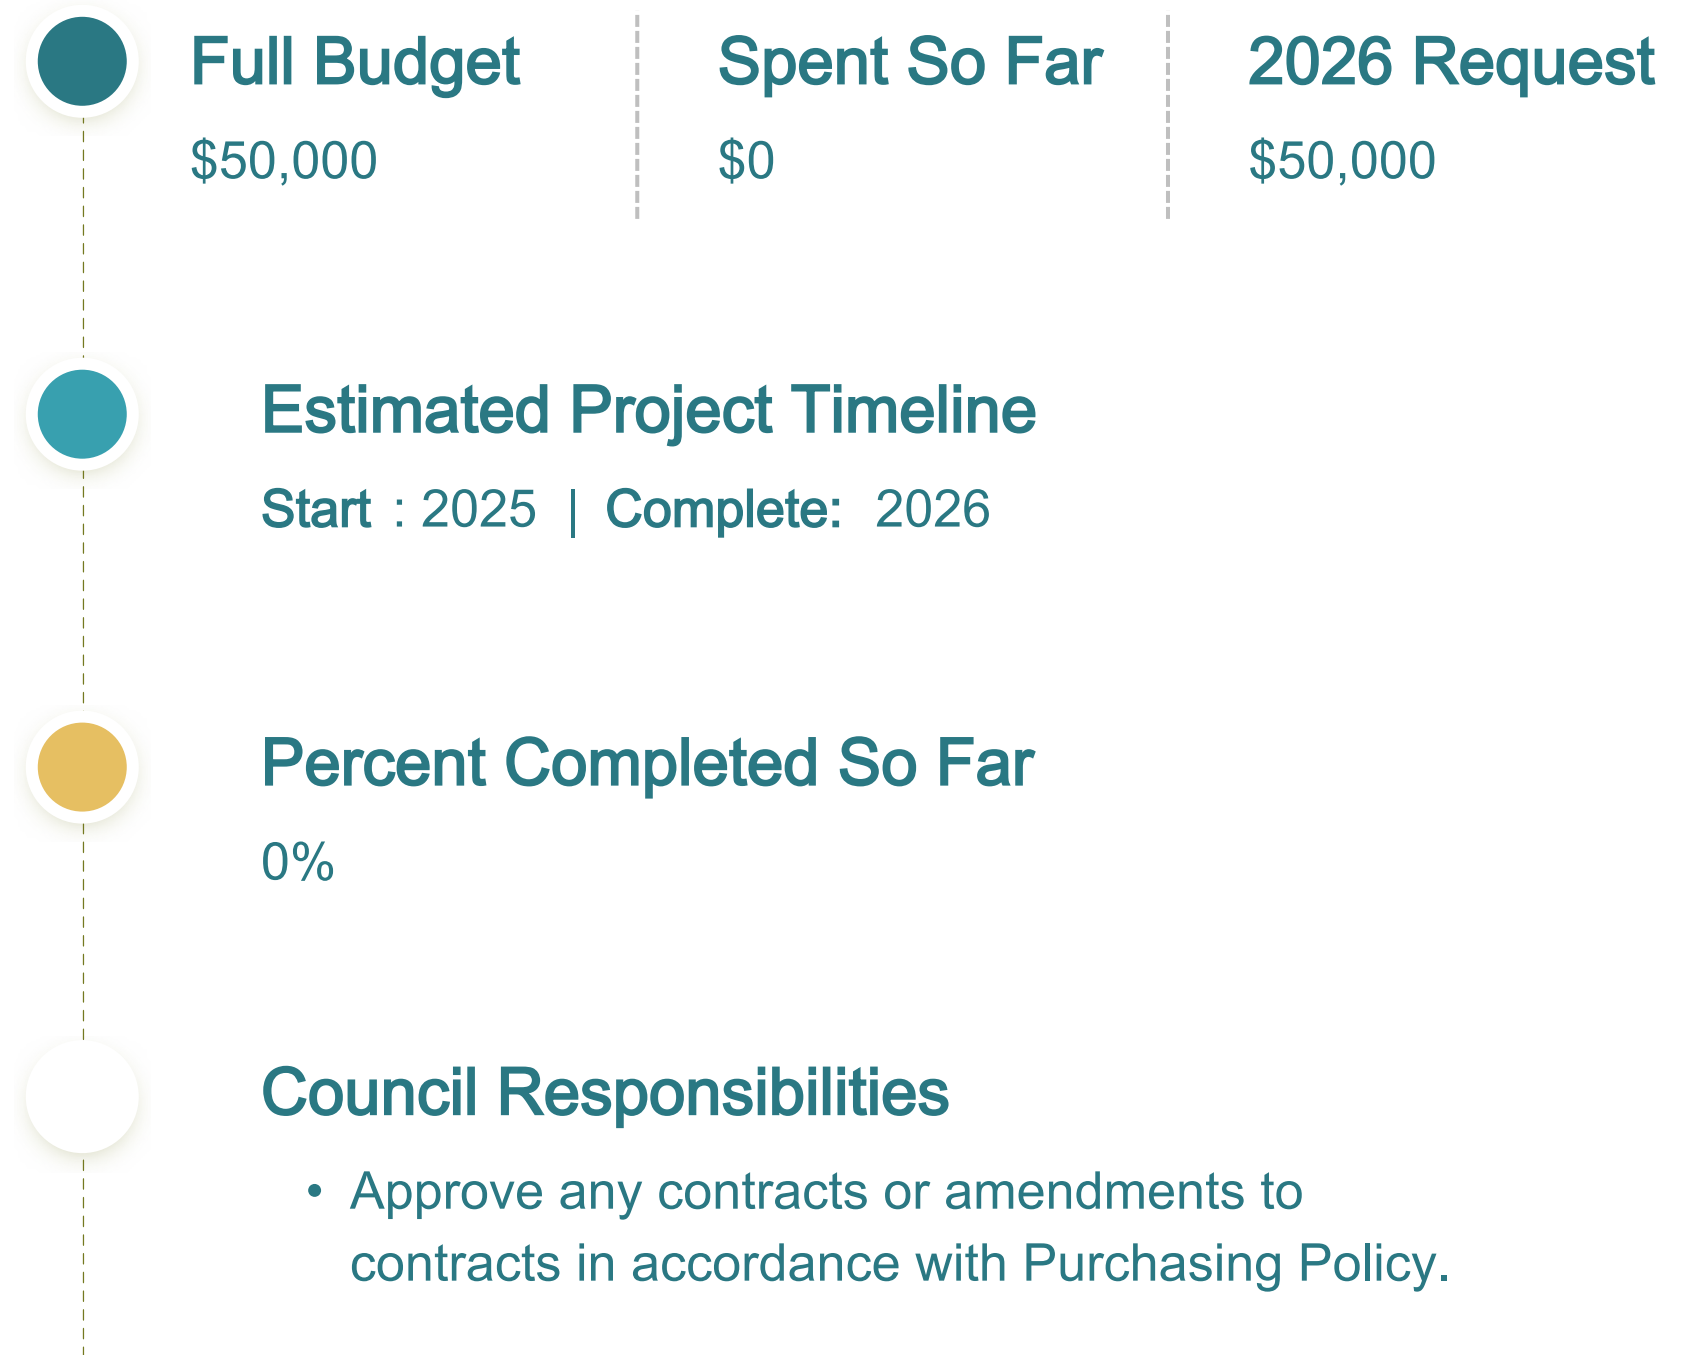 Full Budget
Spent So Far
2026 Request
$50,000
$0
$50,000
Estimated Project Timeline
Start : 2025 | Complete: 2026
Percent Completed So Far
0%
Council Responsibilities
• Approve any contracts or amendments to
contracts in accordance with Purchasing Policy.